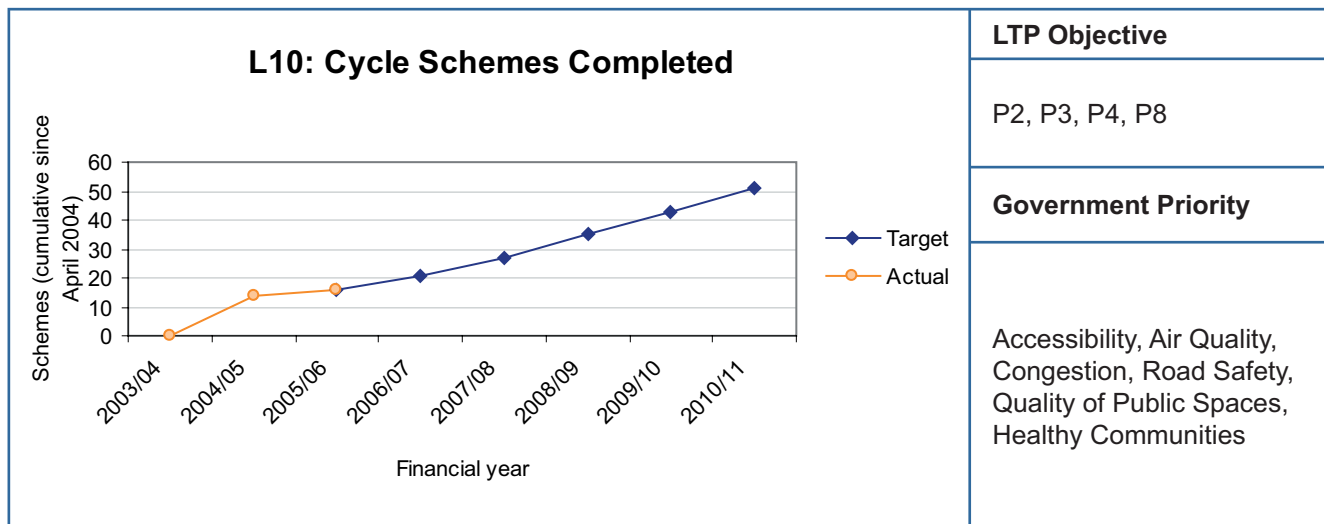 L10: Cycle Schemes Completed
Schemes (cumulative since
April 2004)
60
50
40
30
20
10
0
2003/04
2004/05
2005/06
2006/07
2007/08
2008/09
2009/10
2010/11
Financial year
Target
Actual
LTP Objective
P2, P3, P4, P8
Government Priority
Accessibility, Air Quality,
Congestion, Road Safety,
Quality of Public Spaces,
Healthy Communities